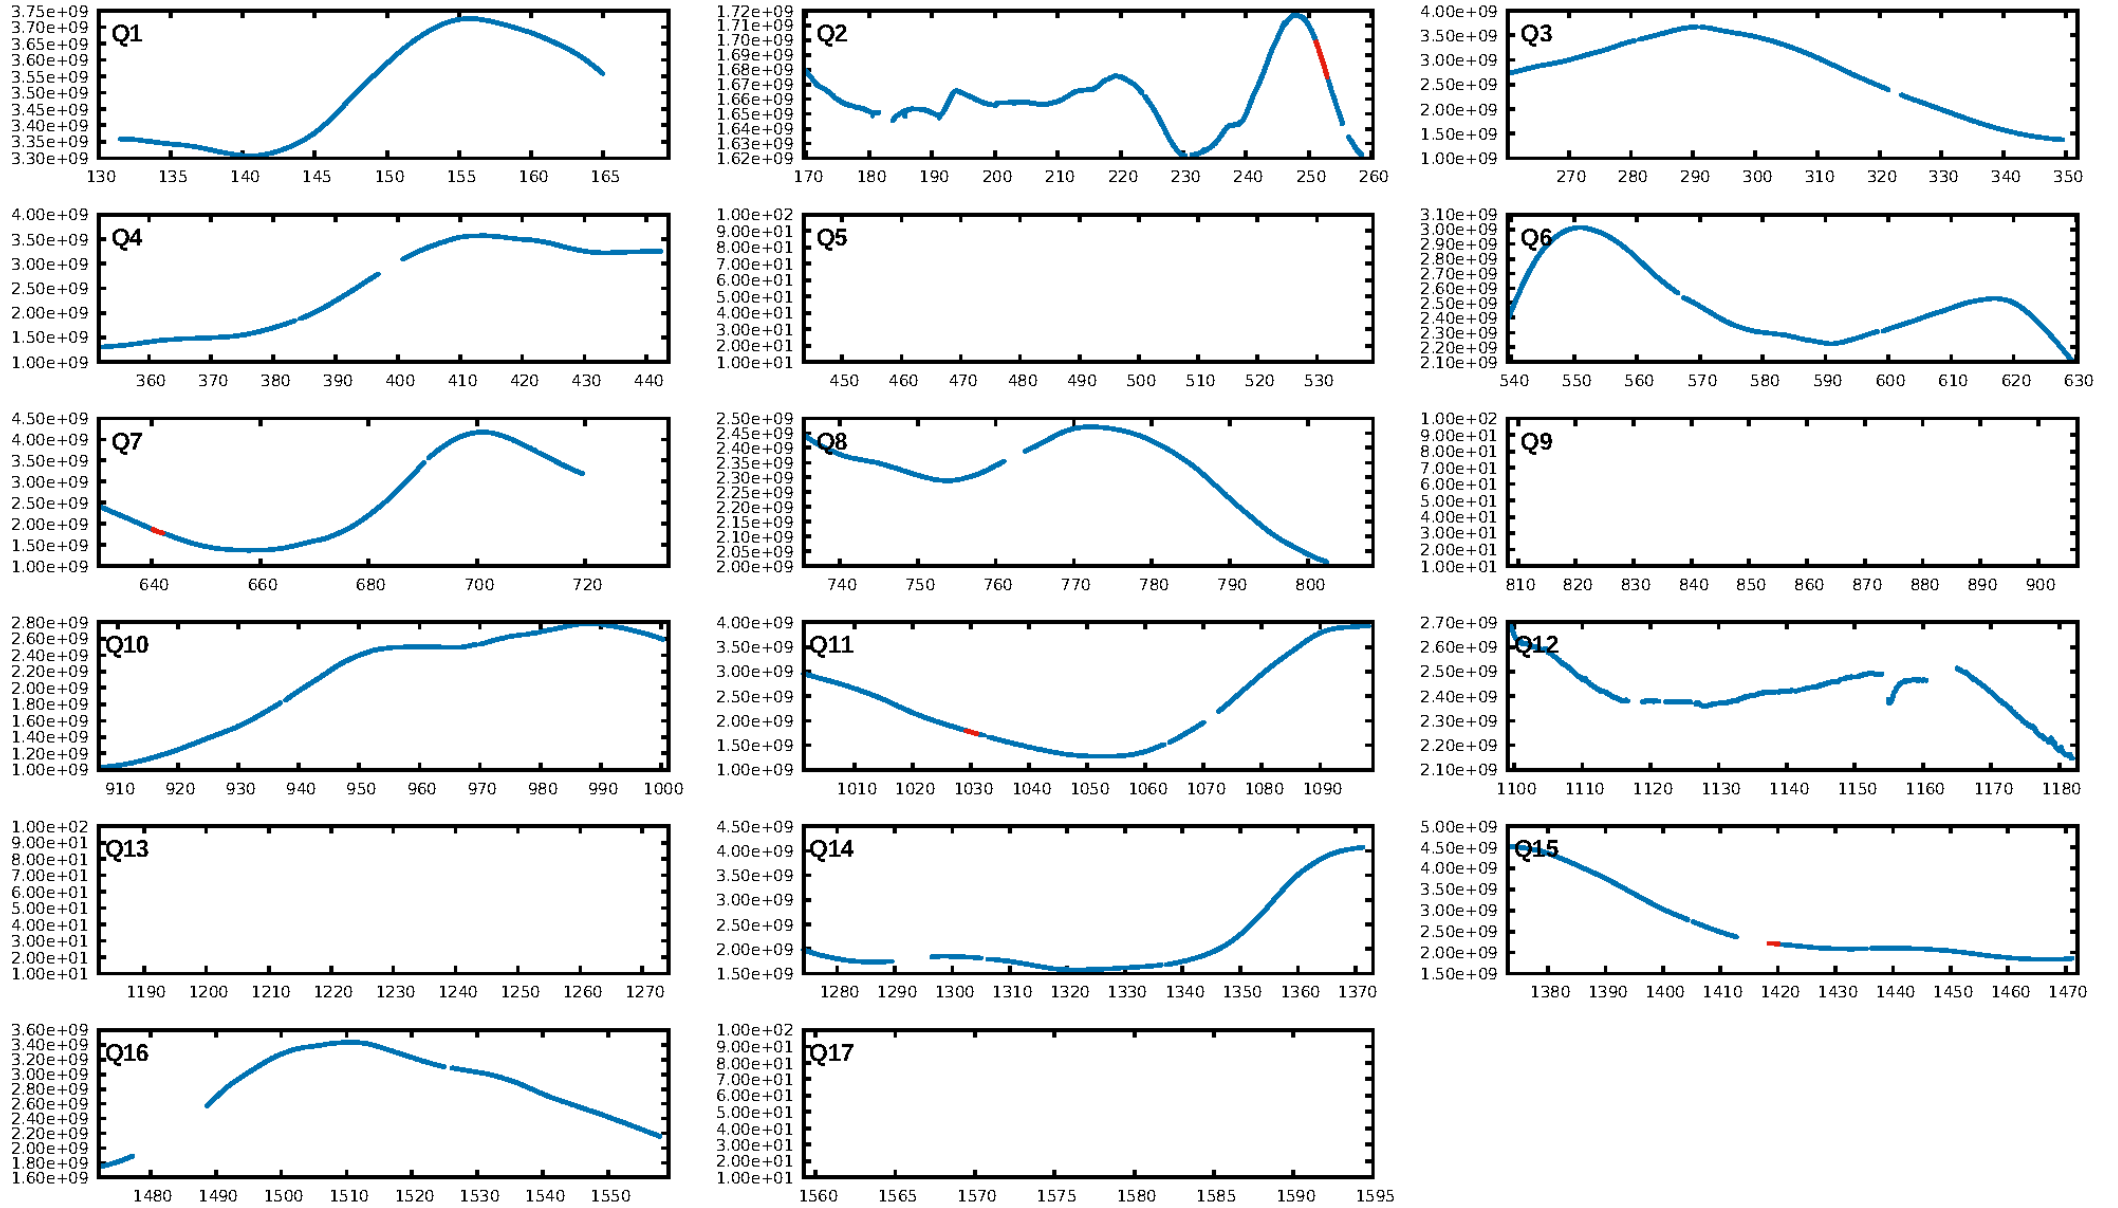 3.75e+09
3.70e+09
3.65e+09
3.60e+09
3.55e+09
3.50e+09
3.45e+09
3.40e+09
3.35e+09
3.30e+09
Q1
130 135 140 145 150 155 160 165
1.72e+09
1.71e+09
1.70e+09
1.69e+09
1.68e+09
1.67e+09
1.66e+09
1.65e+09
1.64e+09
1.63e+09
1.62e+09
Q2
170 180 190 200 210 220 230 240 250 260
4.00e+09
3.50e+09
3.00e+09
2.50e+09
2.00e+09
1.50e+09
1.00e+09
Q3
270 280 290 300 310 320 330 340 350
4.00e+09
3.50e+09
3.00e+09
2.50e+09
2.00e+09
1.50e+09
1.00e+09
Q4
360 370 380 390 400 410 420 430 440
1.00e+02
9.00e+01
8.00e+01
7.00e+01
6.00e+01
5.00e+01
4.00e+01
3.00e+01
2.00e+01
1.00e+01
Q5
450 460 470 480 490 500 510 520 530
3.10e+09
3.00e+09
2.90e+09
2.80e+09
2.70e+09
2.60e+09
2.50e+09
2.40e+09
2.30e+09
2.20e+09
2.10e+09
Q6
540 550 560 570 580 590 600 610 620 630
4.50e+09
4.00e+09
3.50e+09
3.00e+09
2.50e+09
2.00e+09
1.50e+09
1.00e+09
Q7
640 660 680 700 720
2.50e+09
2.45e+09
2.40e+09
2.35e+09
2.30e+09
2.25e+09
2.20e+09
2.15e+09
2.10e+09
2.05e+09
2.00e+09
Q8
740 750 760 770 780 790 800
1.00e+02
9.00e+01
8.00e+01
7.00e+01
6.00e+01
5.00e+01
4.00e+01
3.00e+01
2.00e+01
1.00e+01
Q9
810 820 830 840 850 860 870 880 890 900
2.80e+09
2.60e+09
2.40e+09
2.20e+09
2.00e+09
1.80e+09
1.60e+09
1.40e+09
1.20e+09
1.00e+09
Q10
910 920 930 940 950 960 970 980 990 1000
4.00e+09
3.50e+09
3.00e+09
2.50e+09
2.00e+09
1.50e+09
1.00e+09
Q11
1010 1020 1030 1040 1050 1060 1070 1080 1090
2.70e+09
2.60e+09
2.50e+09
2.40e+09
2.30e+09
2.20e+09
2.10e+09
Q12
1100 1110 1120 1130 1140 1150 1160 1170 1180
1.00e+02
9.00e+01
8.00e+01
7.00e+01
6.00e+01
5.00e+01
4.00e+01
3.00e+01
2.00e+01
1.00e+01
Q13
1190 1200 1210 1220 1230 1240 1250 1260 1270
4.50e+09
4.00e+09
3.50e+09
3.00e+09
2.50e+09
2.00e+09
1.50e+09
Q14
1280 1290 1300 1310 1320 1330 1340 1350 1360 1370
5.00e+09
4.50e+09
4.00e+09
3.50e+09
3.00e+09
2.50e+09
2.00e+09
1.50e+09
Q15
1380 1390 1400 1410 1420 1430 1440 1450 1460 1470
3.60e+09
3.40e+09
3.20e+09
3.00e+09
2.80e+09
2.60e+09
2.40e+09
2.20e+09
2.00e+09
1.80e+09
1.60e+09
Q16
1480 1490 1500 1510 1520 1530 1540 1550
1.00e+02
9.00e+01
8.00e+01
7.00e+01
6.00e+01
5.00e+01
4.00e+01
3.00e+01
2.00e+01
1.00e+01
Q17
1560 1565 1570 1575 1580 1585 1590 1595